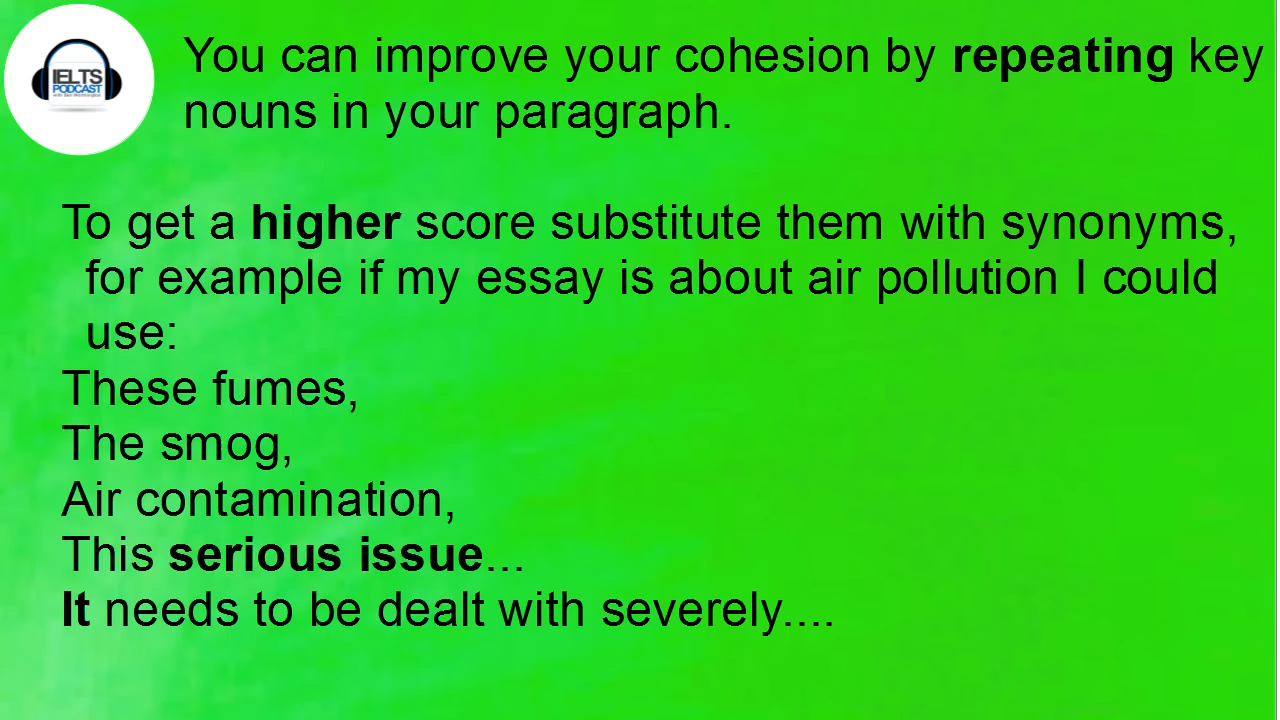 IELTS
PODCAST
You can improve your cohesion by repeating key
nouns in your paragraph.
To get a higher score substitute them with synonyms,
for example if my essay is about air pollution I could
use:
These fumes,
The smog,
Air contamination,
This serious issue...
It needs to be dealt with severely....